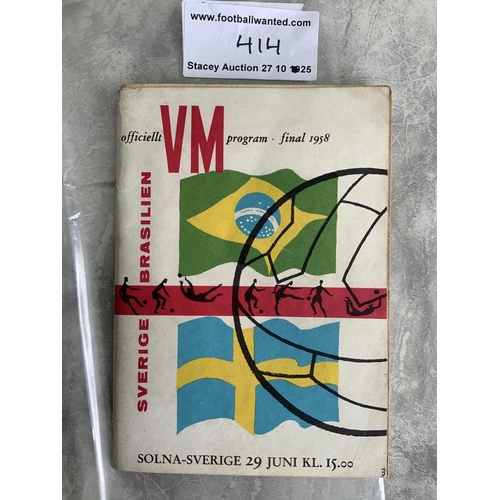 www.footballwanted.com
414
Stacey Auction 27 10 1925
officiellt VM program · final 1958
SVERIGE BRASILIEN
SOLNA-SVERIGE 29 JUNI KL. 15.00